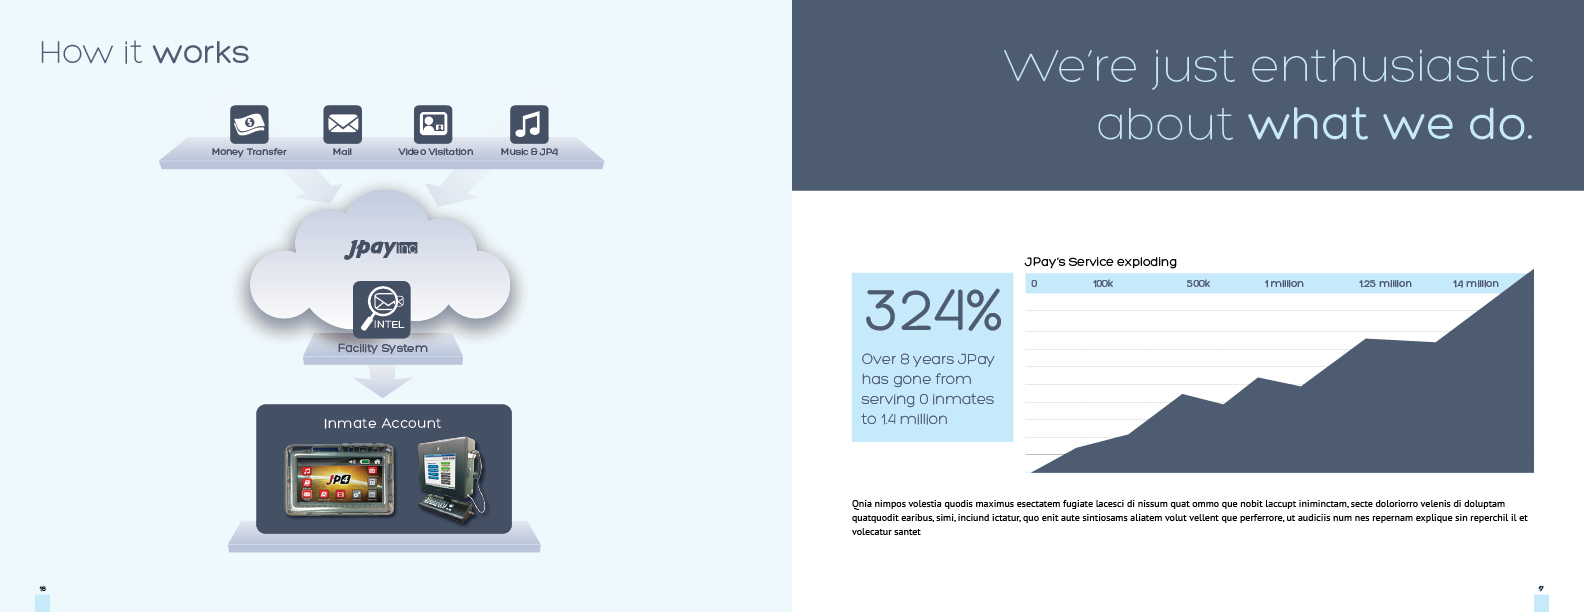 How it works
Money Transfer
Mail
Video Visitation
Music & JP4
Jpay inc
INTEL
Facility System
Inmate Account
JP4
16
We're just enthusiastic
about what we do.
324%
Over 8 years JPay
has gone from
serving 0 inmates
to 1.4 million
JPay's Service exploding
0 100k 500k 1 million 1.25 million 1.4 million
Qnia nimpos volestia quodis maximus esectatem fugiate lacesci di nissum quat ommo que nobit laccupt iniminctam, secte doloriorro velenis di doluptam
quatquodit earibus, simi, inciund ictatur, quo enit aute sintiosams aliatem volut vellent que perferrore, ut audiciis num nes repernam explique sin reperchil il et
volecatur santet
17